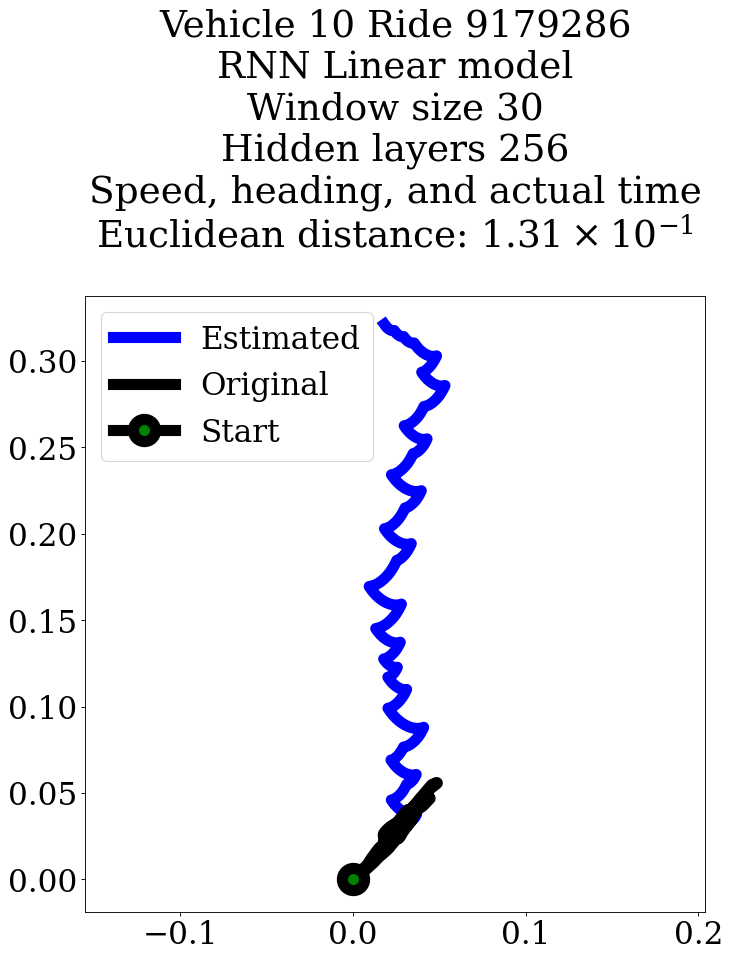 Vehicle 10 Ride 9179286
RNN Linear model
Window size 30
Hidden layers 256
Speed, heading, and actual time
Euclidean distance: 1.31 × 10⁻¹
Estimated
Original
Start
0.30
0.25
0.20
0.15
0.10
0.05
0.00
−0.1
0.0
0.1
0.2